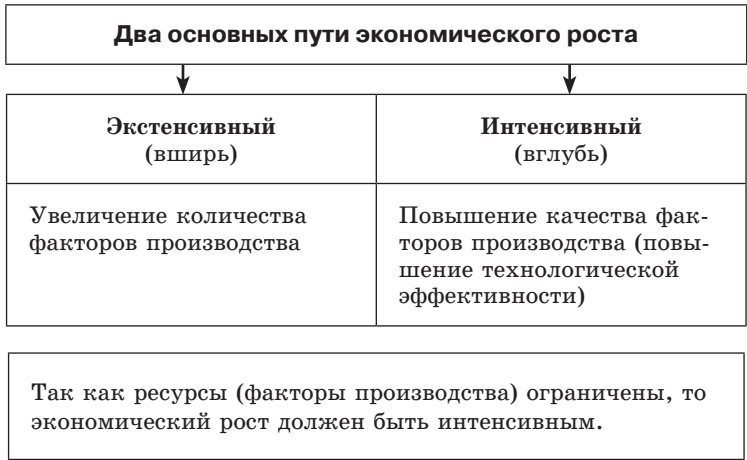 Два основных пути экономического роста
Экстенсивный
(вширь)
Интенсивный
(вглубь)
Увеличение количества
факторов производства
Повышение качества фак-
торов производства (повы-
шение технологической
эффективности)
Так как ресурсы (факторы производства) ограничены, то
экономический рост должен быть интенсивным.